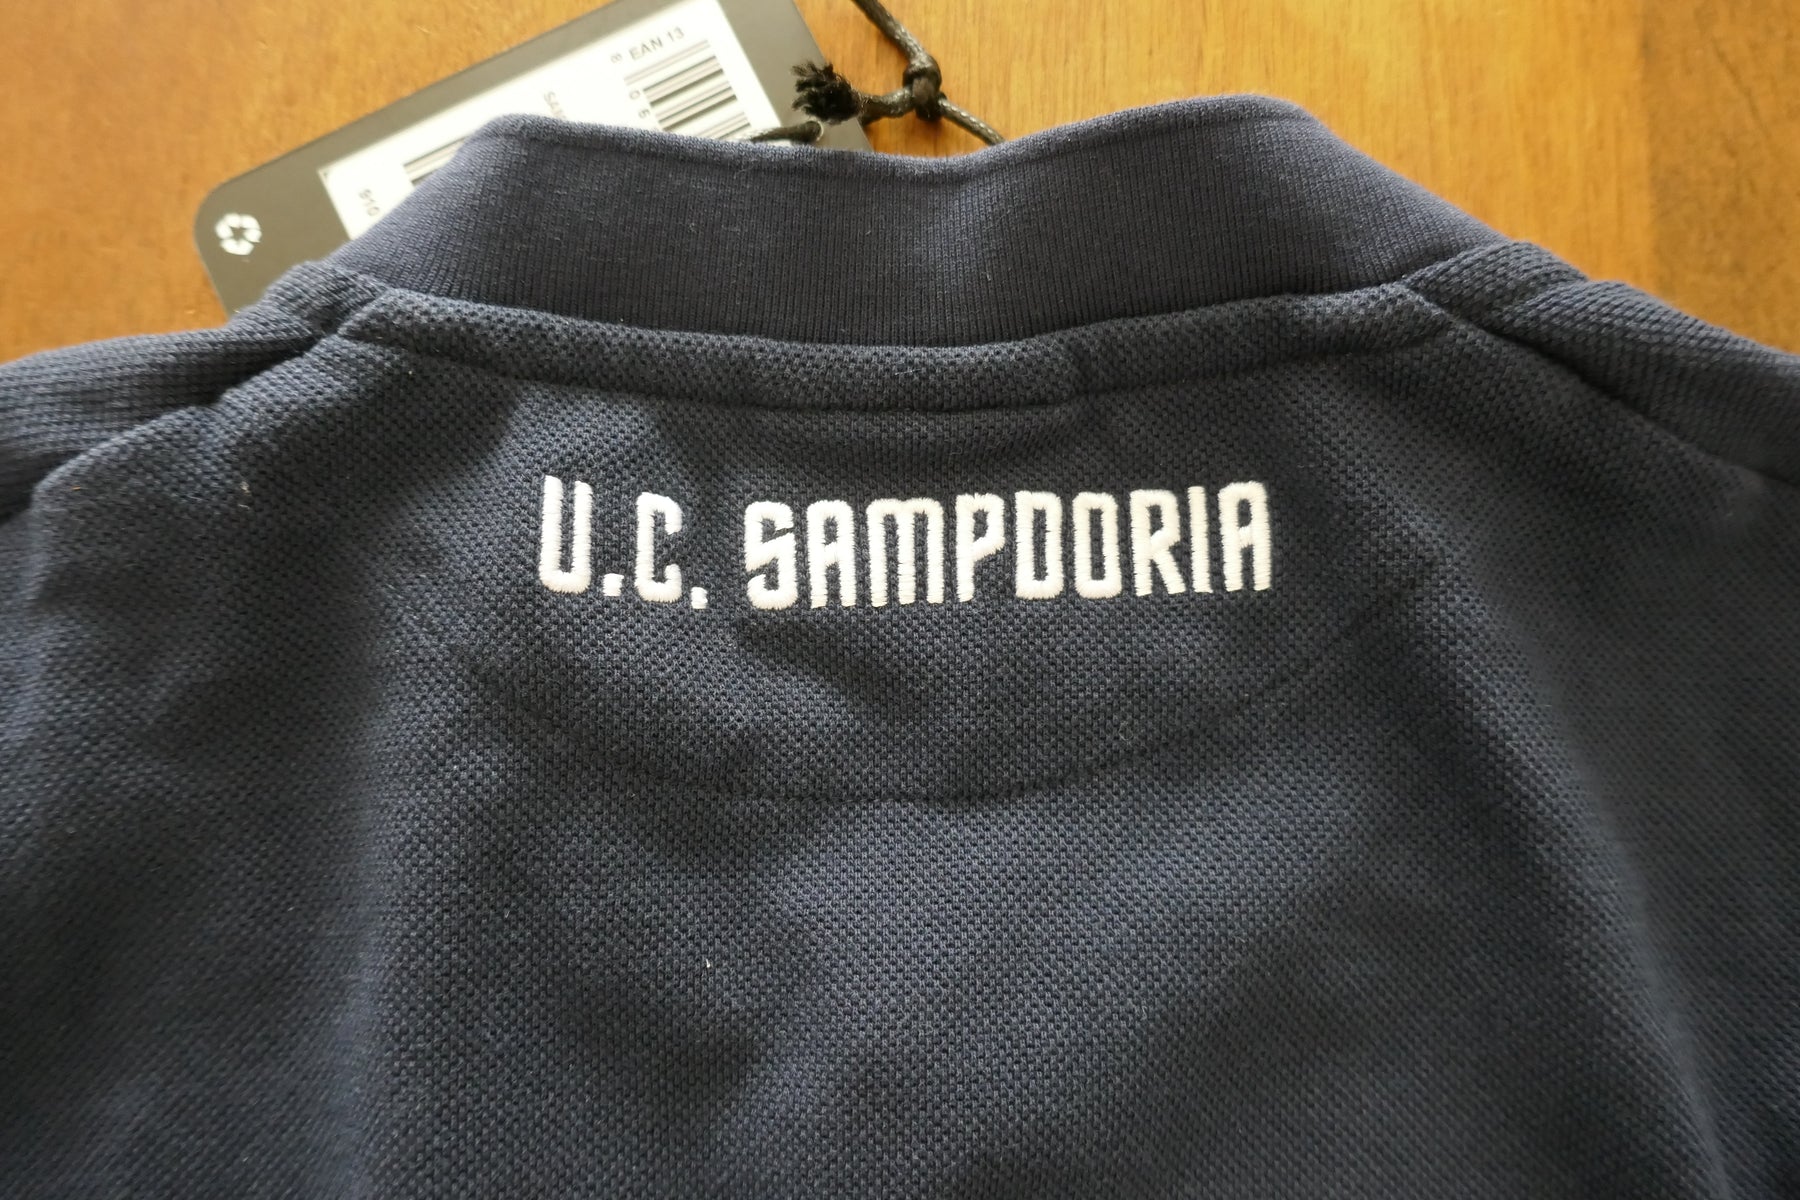 EAN 13
U.C. SAMPDORIA